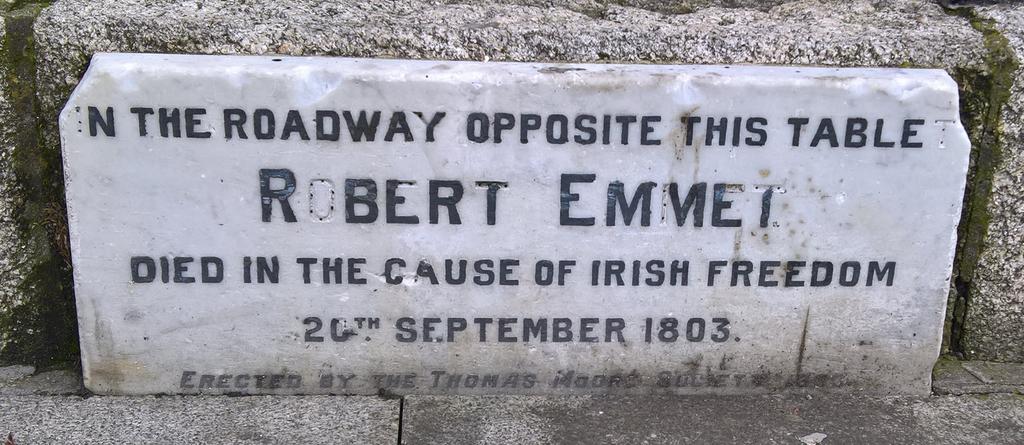 IN THE ROADWAY OPPOSITE THIS TABLET
ROBERT EMMET
DIED IN THE CAUSE OF IRISH FREEDOM
20TH SEPTEMBER 1803.
ERECTED BY THE THOMAS MOORE SOCIETY